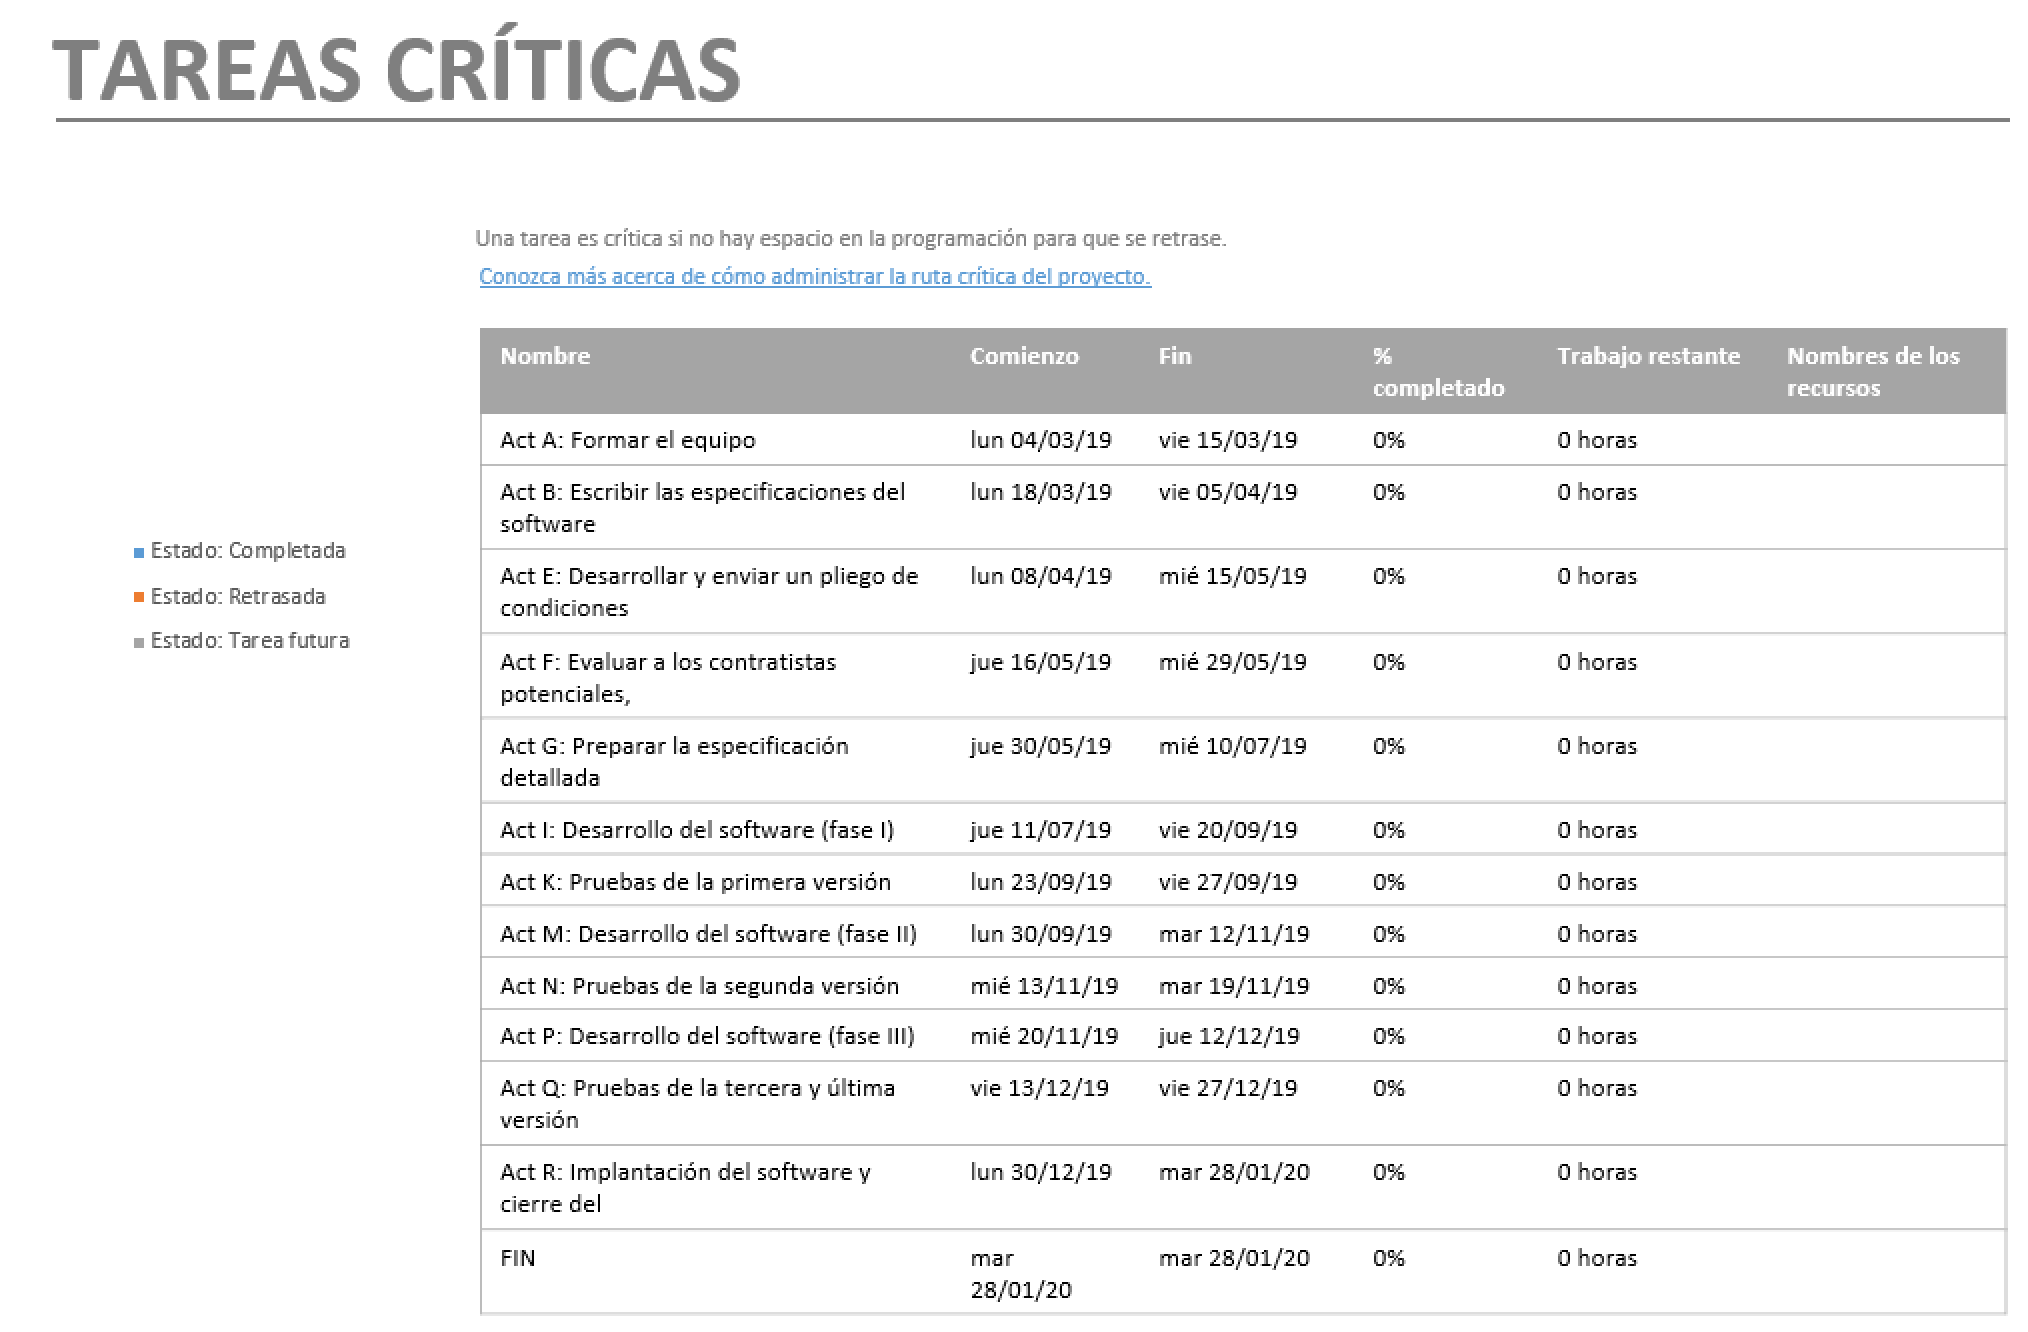 TAREAS CRÍTICAS
Una tarea es crítica si no hay espacio en la programación para que se retrase.
Conozca más acerca de cómo administrar la ruta crítica del proyecto.
Estado: Completada
Estado: Retrasada
Estado: Tarea futura
Nombre Comienzo Fin % completado Trabajo restante Nombres de los recursos
Act A: Formar el equipo lun 04/03/19 vie 15/03/19 0% 0 horas
Act B: Escribir las especificaciones del software lun 18/03/19 vie 05/04/19 0% 0 horas
Act E: Desarrollar y enviar un pliego de condiciones lun 08/04/19 mié 15/05/19 0% 0 horas
Act F: Evaluar a los contratistas potenciales, jue 16/05/19 mié 29/05/19 0% 0 horas
Act G: Preparar la especificación detallada jue 30/05/19 mié 10/07/19 0% 0 horas
Act I: Desarrollo del software (fase I) jue 11/07/19 vie 20/09/19 0% 0 horas
Act K: Pruebas de la primera versión lun 23/09/19 vie 27/09/19 0% 0 horas
Act M: Desarrollo del software (fase II) lun 30/09/19 mar 12/11/19 0% 0 horas
Act N: Pruebas de la segunda versión mié 13/11/19 mar 19/11/19 0% 0 horas
Act P: Desarrollo del software (fase III) mié 20/11/19 jue 12/12/19 0% 0 horas
Act Q: Pruebas de la tercera y última versión vie 13/12/19 vie 27/12/19 0% 0 horas
Act R: Implantación del software y cierre del lun 30/12/19 mar 28/01/20 0% 0 horas
FIN mar 28/01/20 mar 28/01/20 0% 0 horas